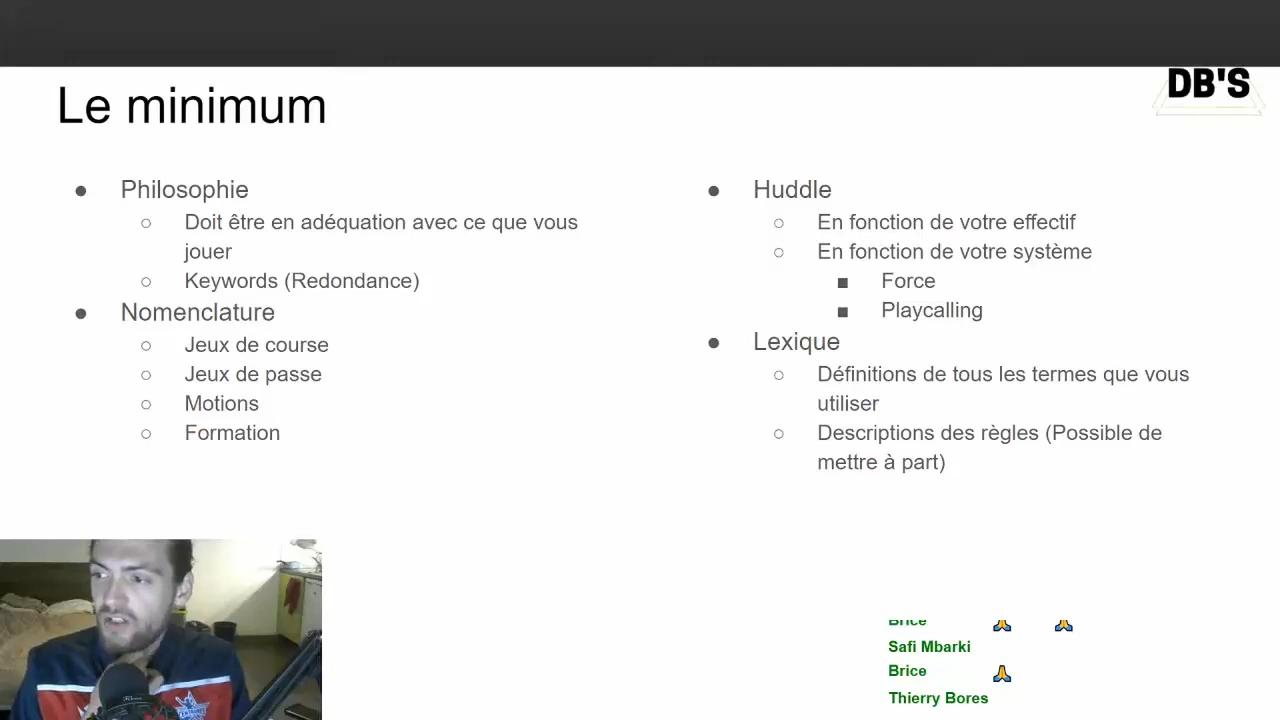 DB'S
Le minimum
● Philosophie
○ Doit être en adéquation avec ce que vous
jouer
○ Keywords (Redondance)
● Nomenclature
○ Jeux de course
○ Jeux de passe
○ Motions
○ Formation
● Huddle
○ En fonction de votre effectif
○ En fonction de votre système
■ Force
■ Playcalling
● Lexique
○ Définitions de tous les termes que vous
utiliser
○ Descriptions des règles (Possible de
mettre à part)
Brice 🙏 🙏
Safi Mbarki
Brice 🙏
Thierry Bores